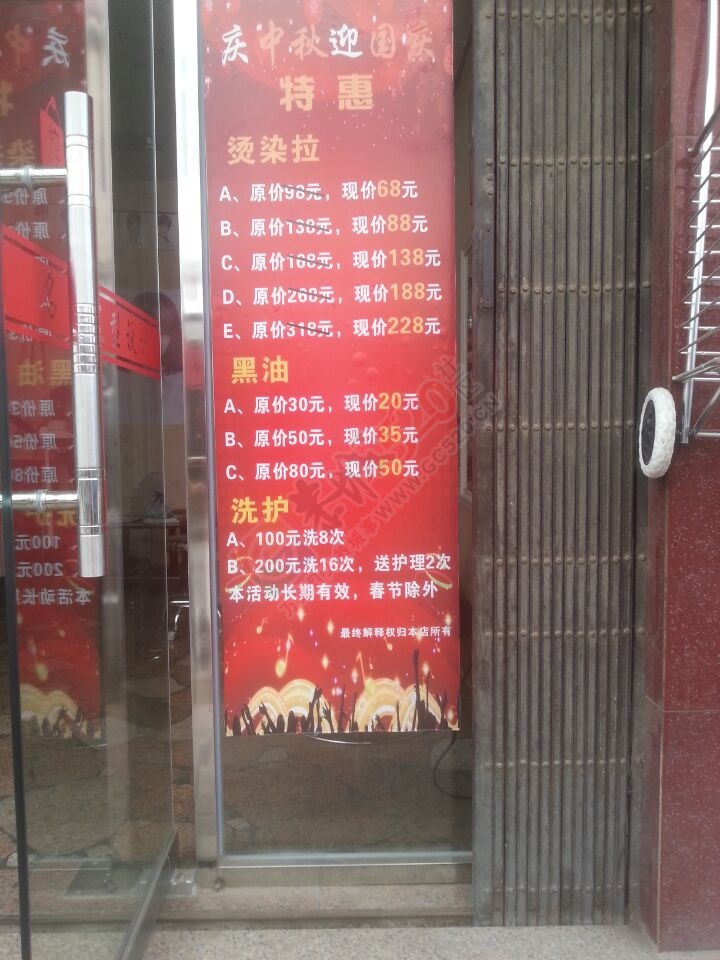 庆中秋迎国庆
特惠
烫染拉
A、原价98元，现价68元
B、原价138元，现价88元
C、原价168元，现价138元
D、原价268元，现价188元
E、原价318元，现价228元
黑油
A、原价30元，现价20元
B、原价50元，现价35元
C、原价80元，现价50元
洗护
A、100元洗8次
B、200元洗16次，送护理2次
本活动长期有效，春节除外
最终解释权归本店所有